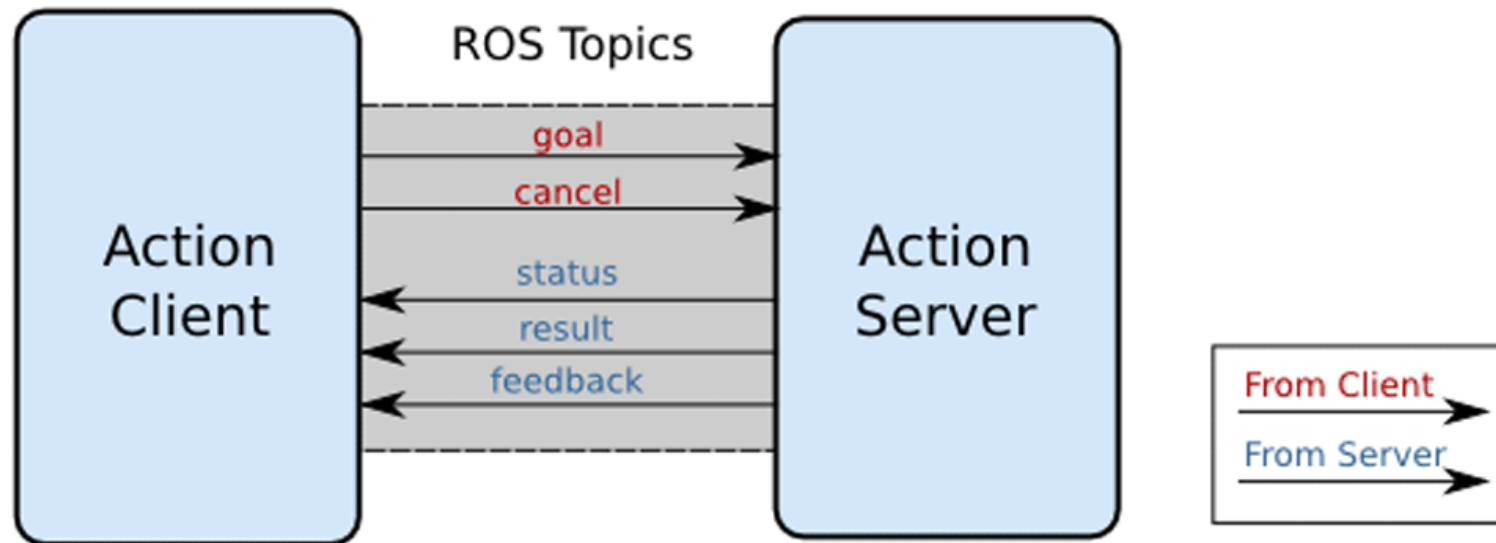 ROS Topics
goal
cancel
Action
Client
status
result
feedback
Action
Server
From Client
From Server